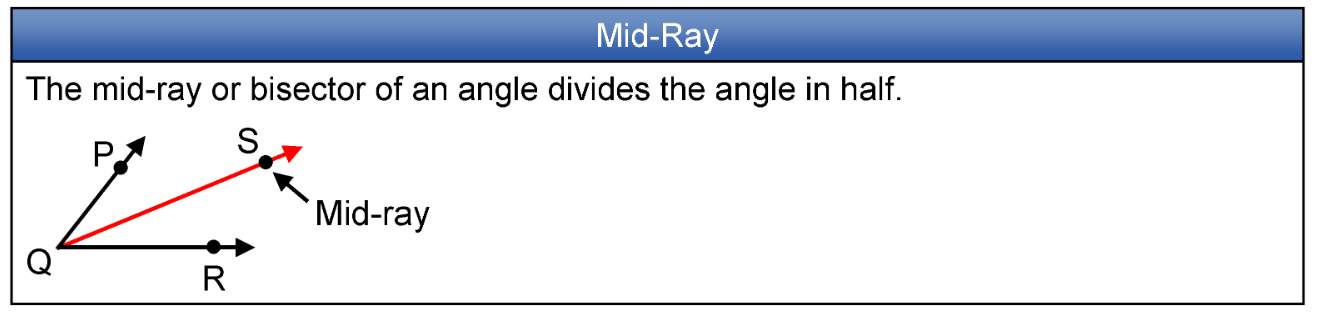 Mid-Ray
The mid-ray or bisector of an angle divides the angle in half.
P
S
Mid-ray
Q
R